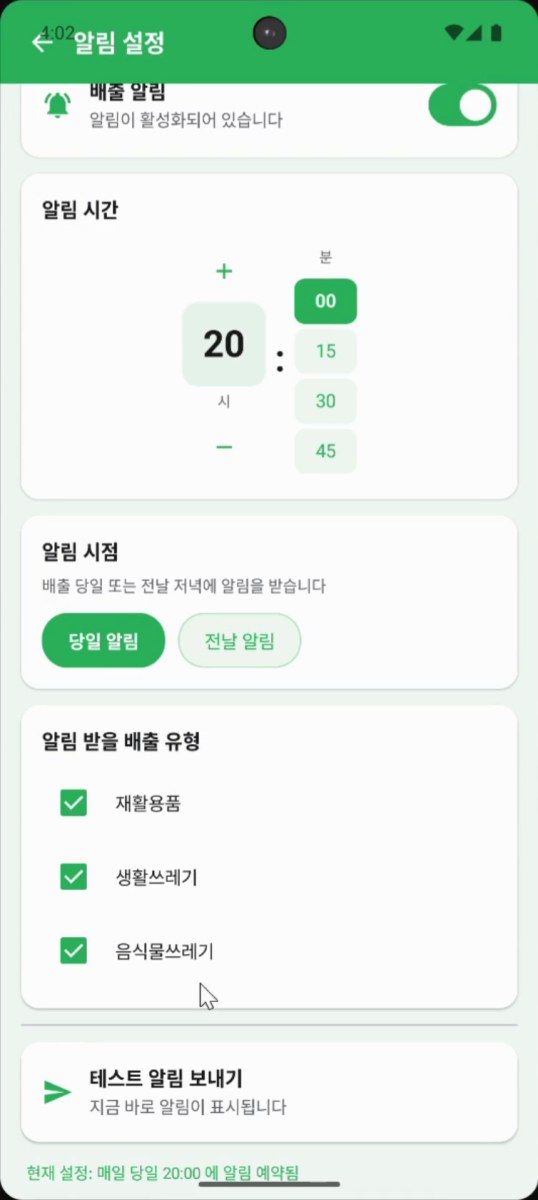 4:02
알림 설정
배출 알림
알림이 활성화되어 있습니다
알림 시간
분
00
20
:
15
시
30
45
알림 시점
배출 당일 또는 전날 저녁에 알림을 받습니다
당일 알림 전날 알림
알림 받을 배출 유형
재활용품
생활쓰레기
음식물쓰레기
테스트 알림 보내기
지금 바로 알림이 표시됩니다
현재 설정: 매일 당일 20:00 에 알림 예약됨